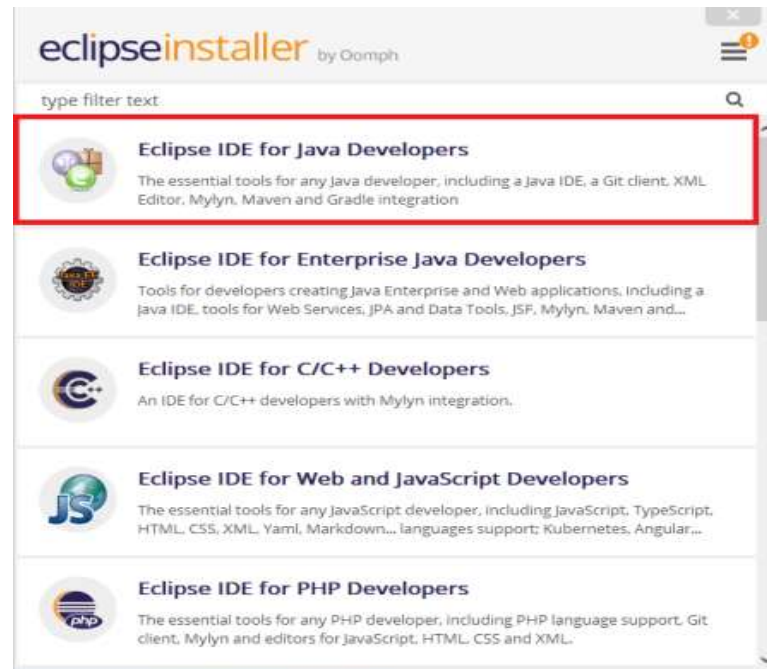 eclipseinstaller by Oomph
type filter text
Eclipse IDE for Java Developers
The essential tools for any Java developer, including a Java IDE, a Git client, XML
Editor, Mylyn, Maven and Gradle integration
Java EE
IDE
Eclipse IDE for Enterprise Java Developers
Tools for developers creating Java Enterprise and Web applications, including a
Java IDE, tools for Web Services, JPA and Data Tools, JSF, Mylyn, Maven and...
C++
Eclipse IDE for C/C++ Developers
An IDE for C/C++ developers with Mylyn integration.
JS
Eclipse IDE for Web and JavaScript Developers
The essential tools for any JavaScript developer, including JavaScript, TypeScript,
HTML, CSS, XML, Yaml, Markdown... languages support; Kubernetes, Angular...
php
Eclipse IDE for PHP Developers
The essential tools for any PHP developer, including PHP language support, Git
client, Mylyn and editors for JavaScript, HTML, CSS and XML.